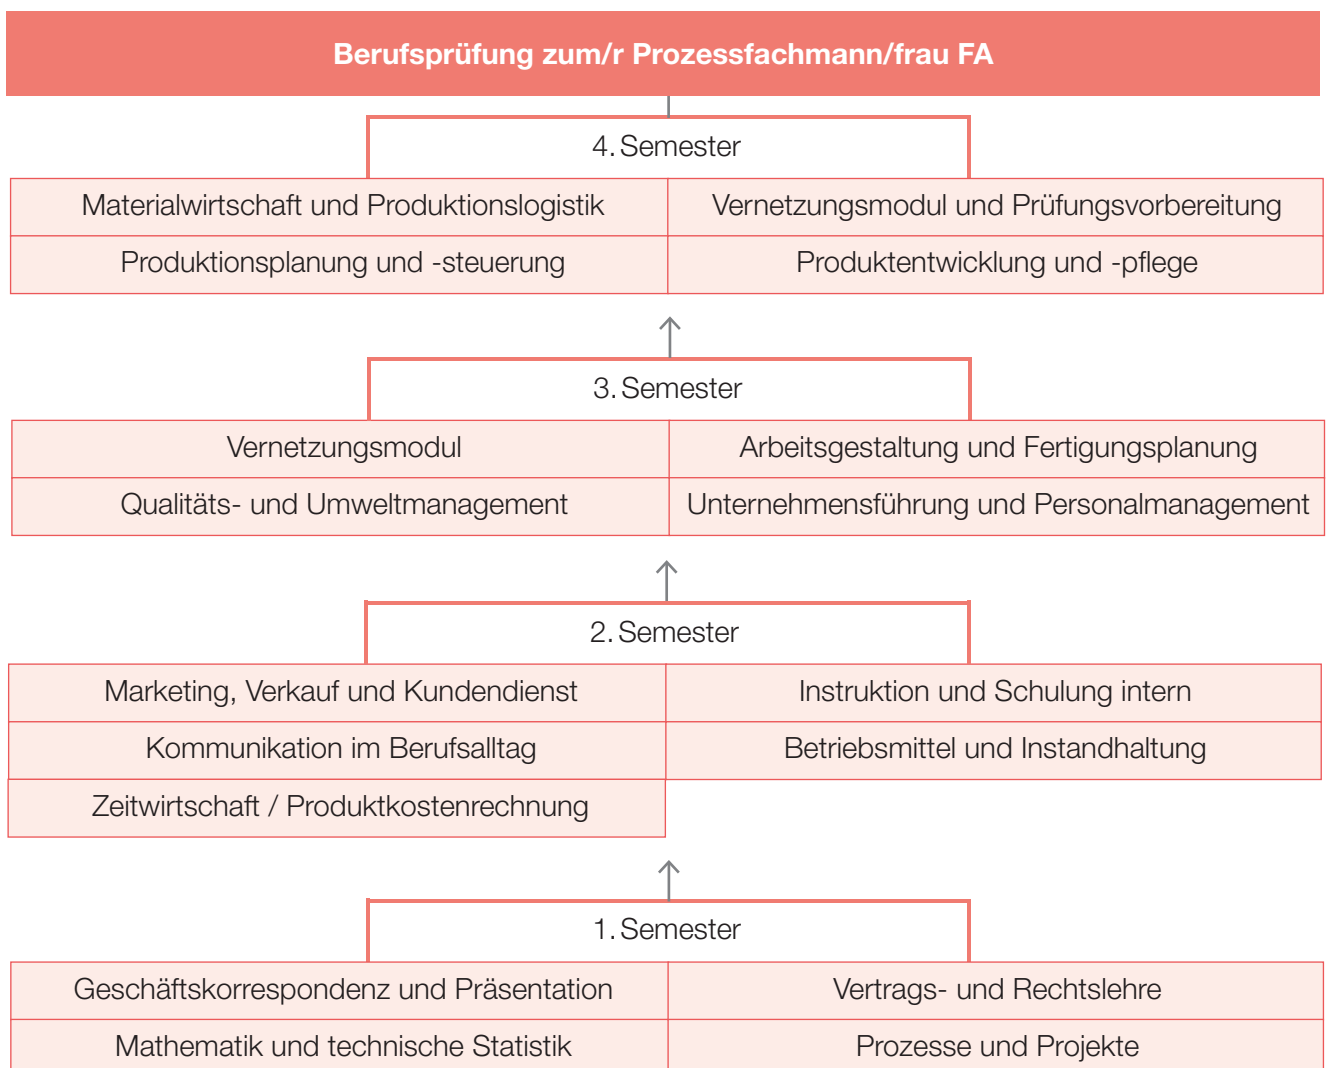 Berufsprüfung zum/r Prozessfachmann/frau FA
4. Semester
Materialwirtschaft und Produktionslogistik
Vernetzungsmodul und Prüfungsvorbereitung
Produktionsplanung und -steuerung
Produktentwicklung und -pflege
3. Semester
Vernetzungsmodul
Arbeitsgestaltung und Fertigungsplanung
Qualitäts- und Umweltmanagement
Unternehmensführung und Personalmanagement
2. Semester
Marketing, Verkauf und Kundendienst
Instruktion und Schulung intern
Kommunikation im Berufsalltag
Betriebsmittel und Instandhaltung
Zeitwirtschaft / Produktkostenrechnung
1. Semester
Geschäftskorrespondenz und Präsentation
Vertrags- und Rechtslehre
Mathematik und technische Statistik
Prozesse und Projekte